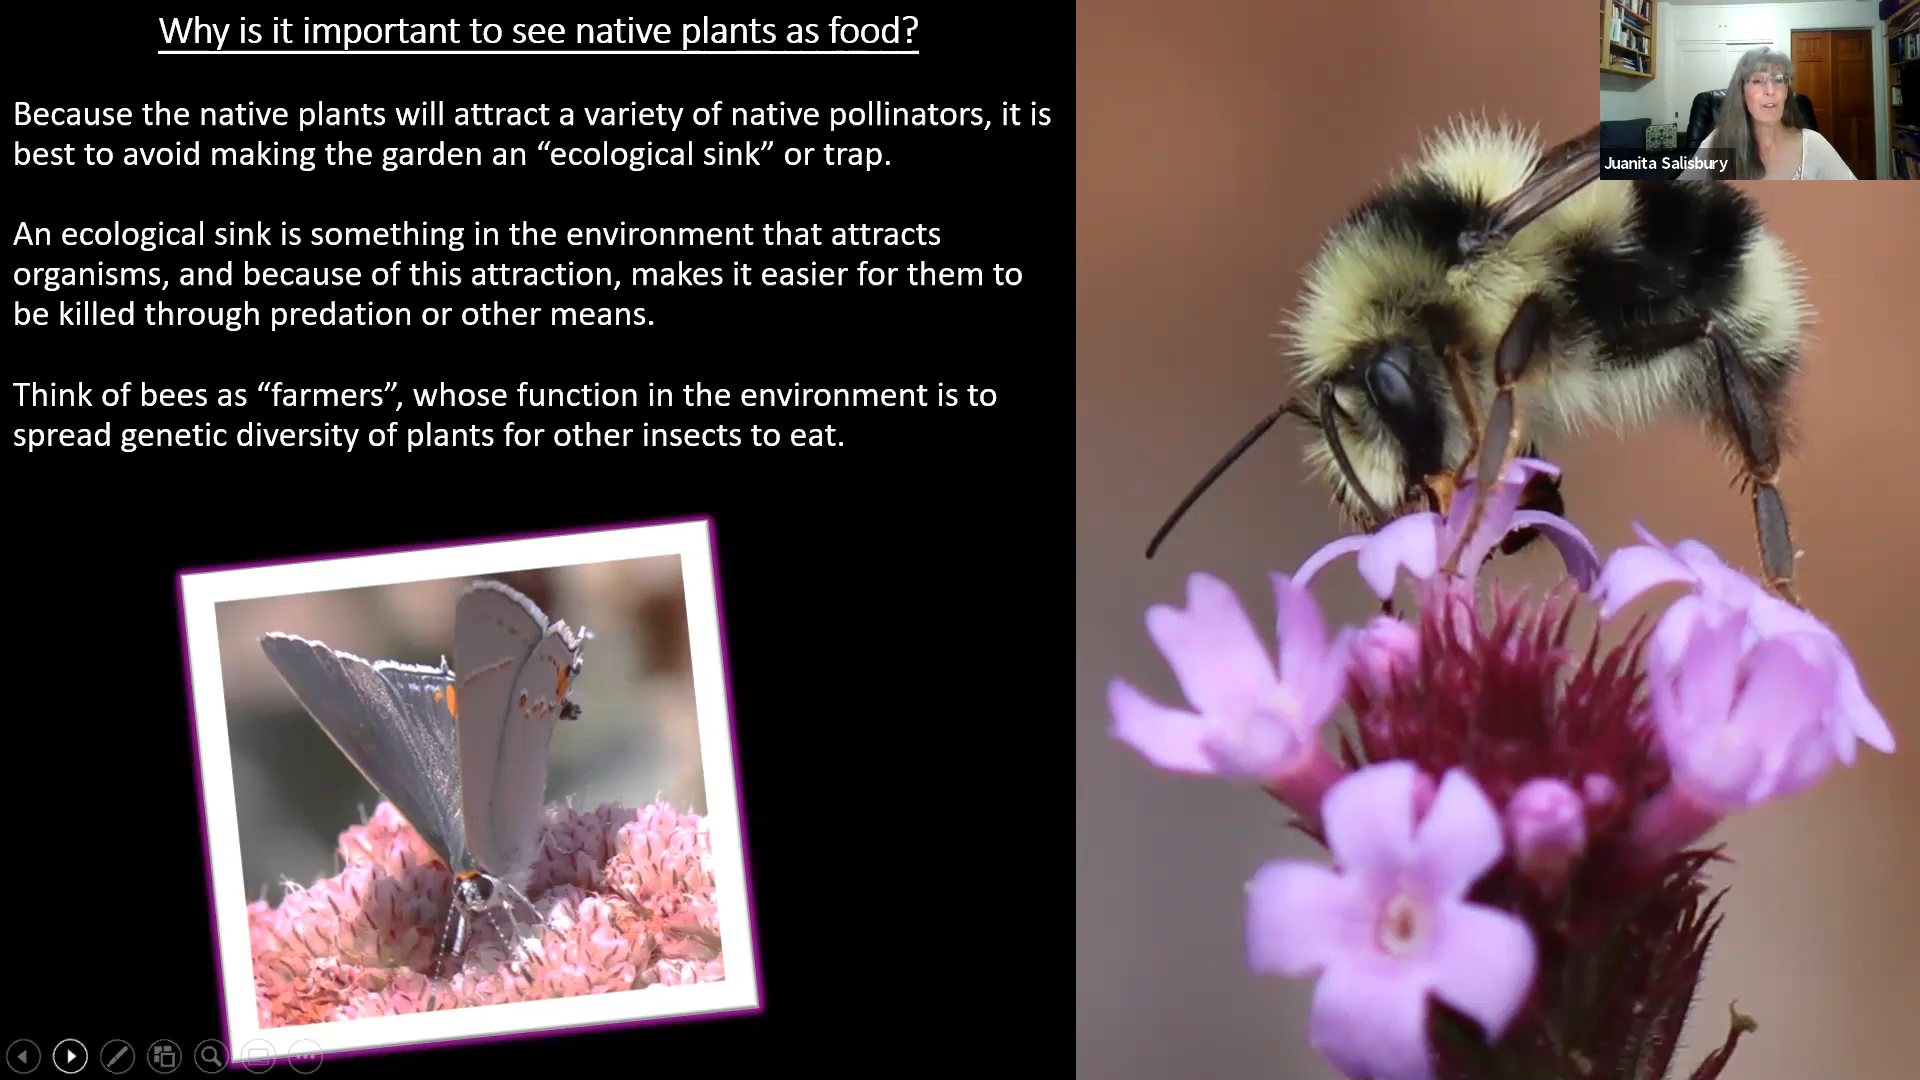 Why is it important to see native plants as food?
Because the native plants will attract a variety of native pollinators, it is
best to avoid making the garden an “ecological sink” or trap.
An ecological sink is something in the environment that attracts
organisms, and because of this attraction, makes it easier for them to
be killed through predation or other means.
Think of bees as “farmers”, whose function in the environment is to
spread genetic diversity of plants for other insects to eat.
Juanita Salisbury